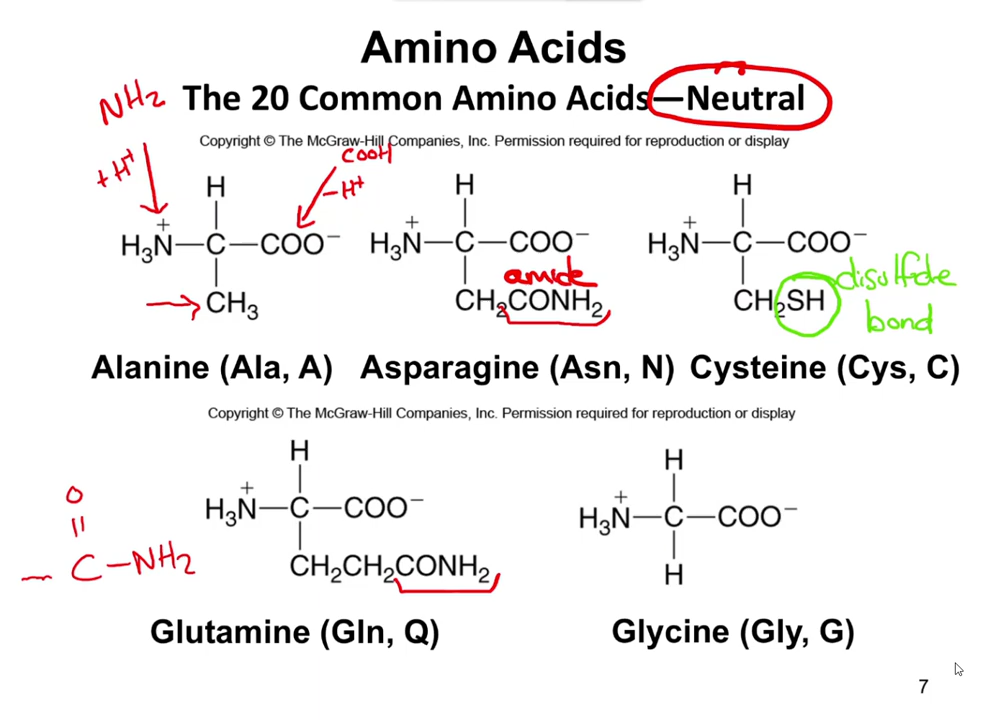 Amino Acids
NH2 The 20 Common Amino Acids—Neutral
Copyright © The McGraw-Hill Companies, Inc. Permission required for reproduction or display
+H+ COOH -H+
H H H
H3N+—C—COO− H3N+—C—COO− H3N+—C—COO−
amide disulfide
CH3 CH2CONH2 CH2SH bond
Alanine (Ala, A) Asparagine (Asn, N) Cysteine (Cys, C)
Copyright © The McGraw-Hill Companies, Inc. Permission required for reproduction or display
H H
O H3N+—C—COO− H3N+—C—COO−
— C—NH2 CH2CH2CONH2 H
Glutamine (Gln, Q) Glycine (Gly, G)
7